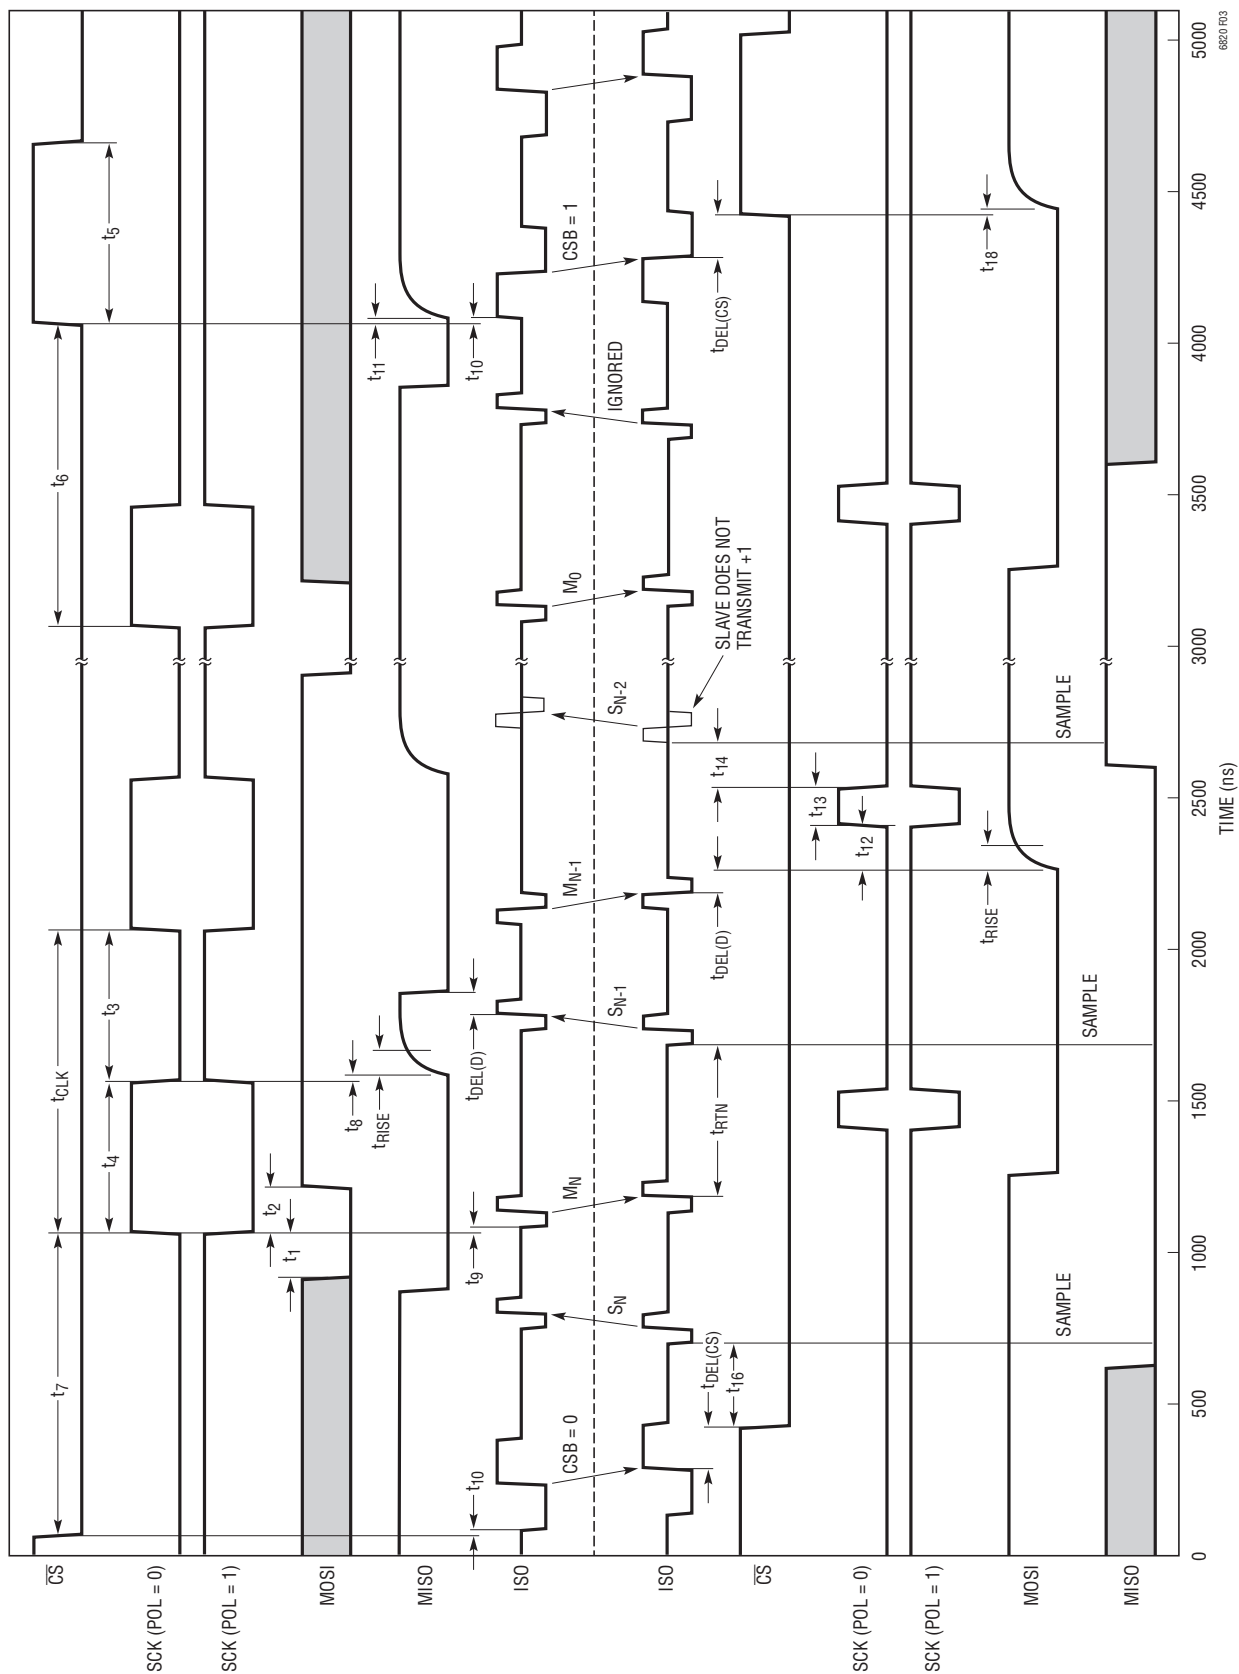 CS
t5
t6
t7
SCK (POL = 0)
SCK (POL = 1)
tCLK
t4
t3
MOSI
t1
t2
MISO
t8
tRISE
t11
ISO
t10
t9
tDEL(D)
t10
CSB = 0
SN
MN
SN-1
MN-1
SN-2
M0
IGNORED
CSB = 1
ISO
tDEL(CS)
t16
tRTN
tDEL(D)
t14
SLAVE DOES NOT
TRANSMIT +1
tDEL(CS)
CS
SCK (POL = 0)
t12
t13
SCK (POL = 1)
MOSI
tRISE
t18
SAMPLE
SAMPLE
SAMPLE
MISO
0
500
1000
1500
2000
2500
3000
3500
4000
4500
5000
TIME (ns)
6820 F03